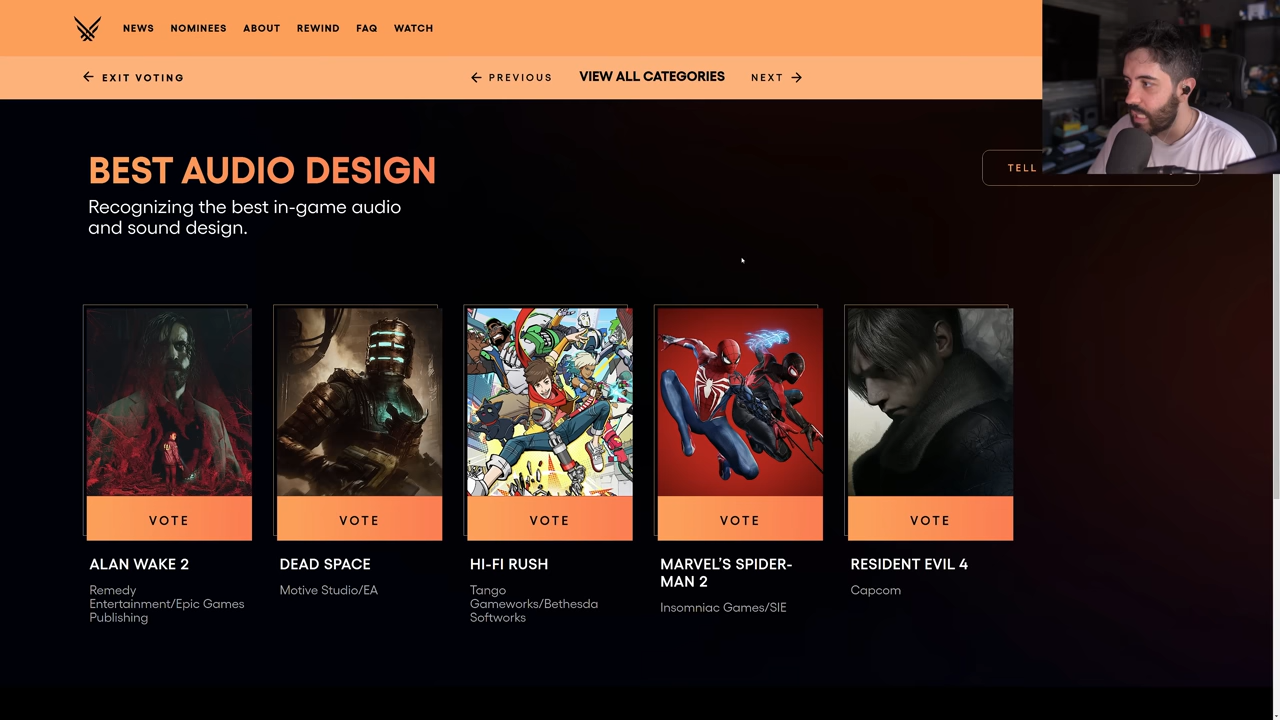 NEWS
NOMINEES
ABOUT
REWIND
FAQ
WATCH
EXIT VOTING
PREVIOUS
VIEW ALL CATEGORIES
NEXT
BEST AUDIO DESIGN
Recognizing the best in-game audio
and sound design.
TELL
VOTE
VOTE
VOTE
VOTE
VOTE
ALAN WAKE 2
Remedy
Entertainment/Epic Games
Publishing
DEAD SPACE
Motive Studio/EA
HI-FI RUSH
Tango
Gameworks/Bethesda
Softworks
MARVEL’S SPIDER-
MAN 2
Insomniac Games/SIE
RESIDENT EVIL 4
Capcom